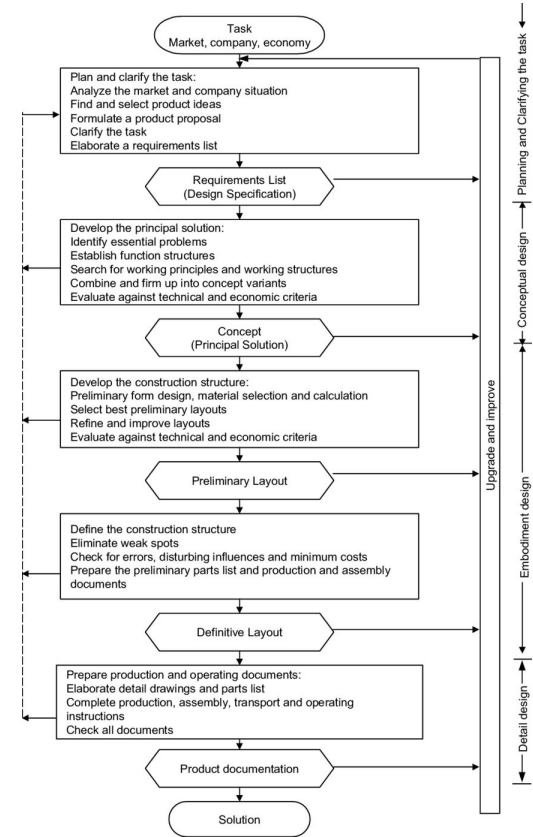 Task
Market, company, economy
Plan and clarify the task:
Analyze the market and company situation
Find and select product ideas
Formulate a product proposal
Clarify the task
Elaborate a requirements list
Requirements List
(Design Specification)
Develop the principal solution:
Identify essential problems
Establish function structures
Search for working principles and working structures
Combine and firm up into concept variants
Evaluate against technical and economic criteria
Concept
(Principal Solution)
Develop the construction structure:
Preliminary form design, material selection and calculation
Select best preliminary layouts
Refine and improve layouts
Evaluate against technical and economic criteria
Preliminary Layout
Define the construction structure
Eliminate weak spots
Check for errors, disturbing influences and minimum costs
Prepare the preliminary parts list and production and assembly
documents
Definitive Layout
Prepare production and operating documents:
Elaborate detail drawings and parts list
Complete production, assembly, transport and operating
instructions
Check all documents
Product documentation
Solution
Upgrade and improve
Planning and Clarifying the task
Conceptual design
Embodiment design
Detail design